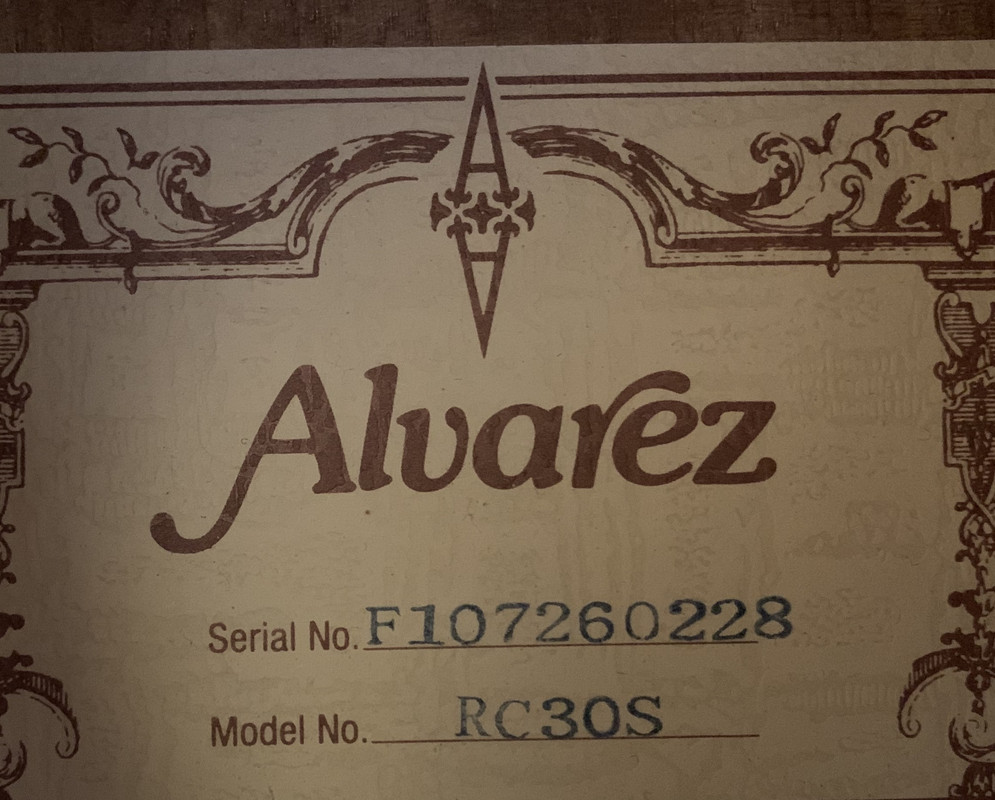 Alvarez
Serial No. F107260228
Model No. RC30S